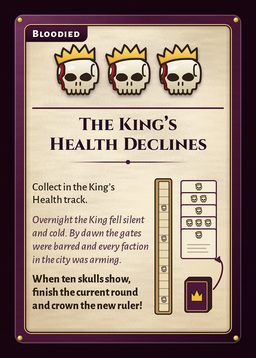 Bloodied
The King's
Health Declines
Collect in the King's
Health track.
Overnight the King fell silent
and cold. By dawn the gates
were barred and every faction
in the city was arming.
When ten skulls show,
finish the current round
and crown the new ruler!